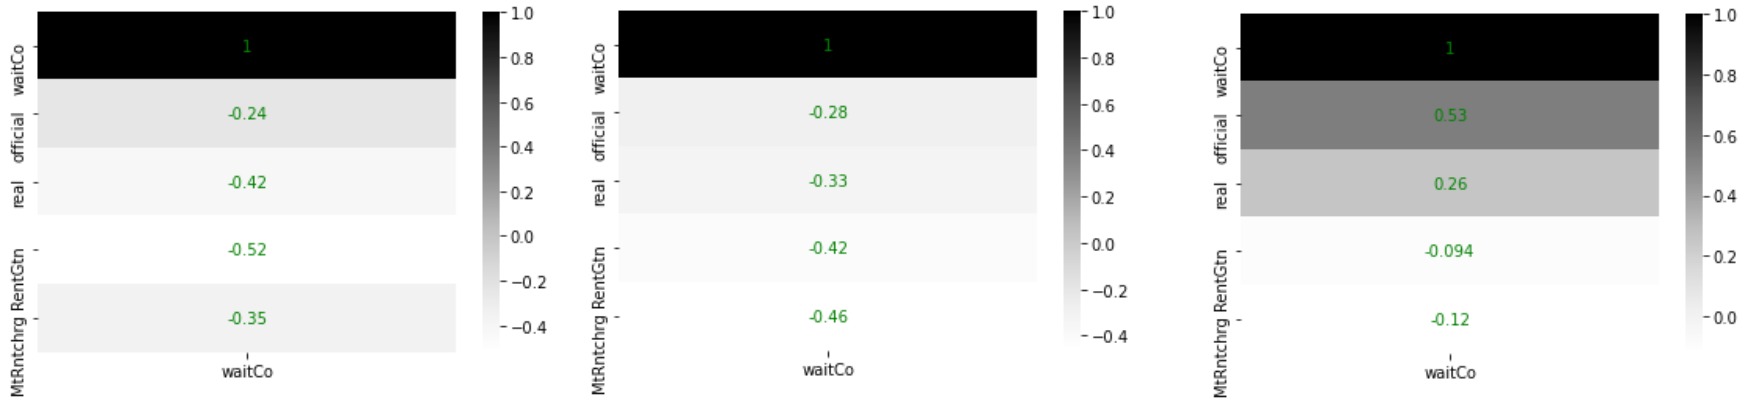 waitCo
official
real
RentGtn
MtRntchrg
1
-0.24
-0.42
-0.52
-0.35
waitCo
1.0
0.8
0.6
0.4
0.2
0.0
−0.2
−0.4
waitCo
official
real
RentGtn
MtRntchrg
1
-0.28
-0.33
-0.42
-0.46
waitCo
1.0
0.8
0.6
0.4
0.2
0.0
−0.2
−0.4
waitCo
official
real
RentGtn
MtRntchrg
1
0.53
0.26
-0.094
-0.12
waitCo
1.0
0.8
0.6
0.4
0.2
0.0